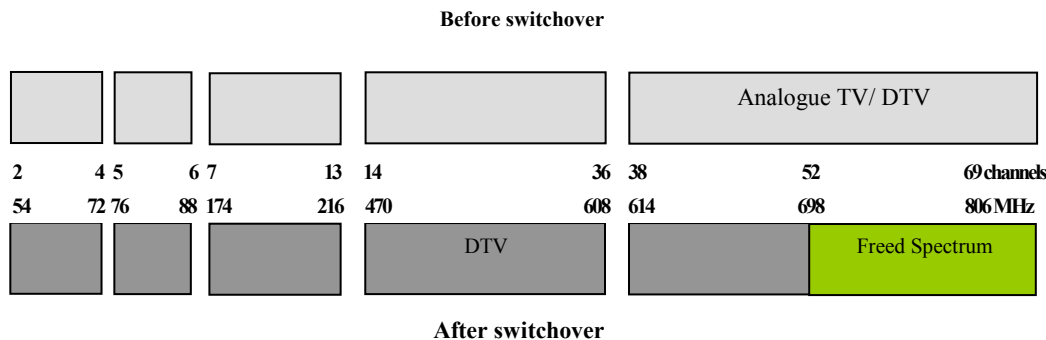 Before switchover
Analogue TV/ DTV
2 4 5 6 7 13 14 36 38 52 69 channels
54 72 76 88 174 216 470 608 614 698 806 MHz
DTV Freed Spectrum
After switchover